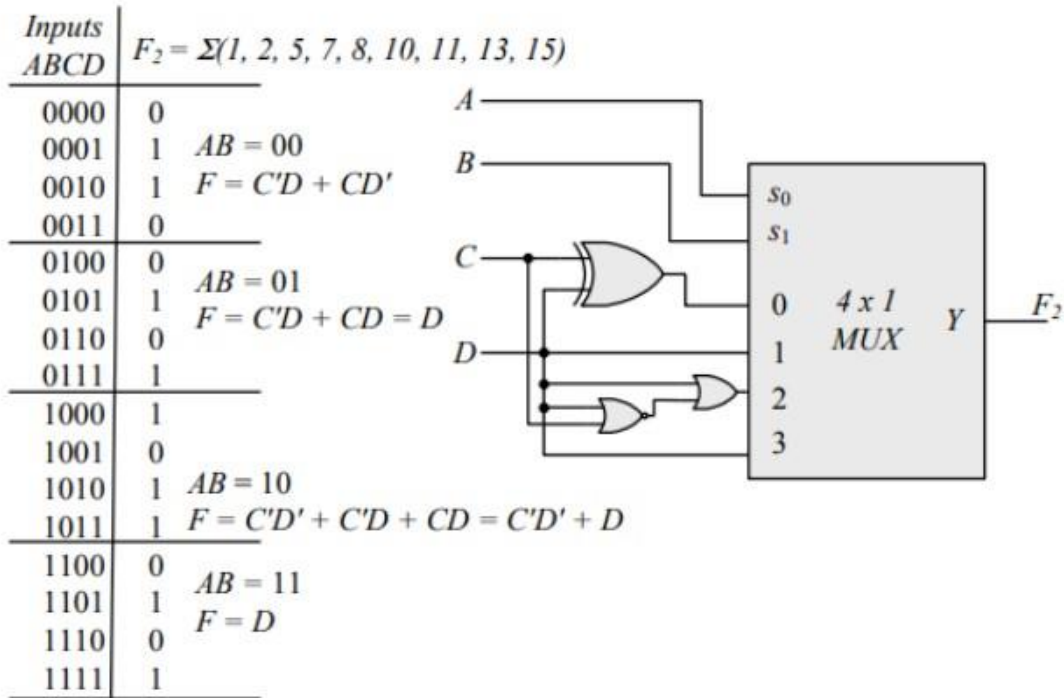 Inputs
ABCD
F₂ = Σ(1, 2, 5, 7, 8, 10, 11, 13, 15)
0000 0
0001 1
0010 1
0011 0
AB = 00
F = C'D + CD'
0100 0
0101 1
0110 0
0111 1
AB = 01
F = C'D + CD = D
1000 1
1001 0
1010 1
1011 1
AB = 10
F = C'D' + C'D + CD = C'D' + D
1100 0
1101 1
1110 0
1111 1
AB = 11
F = D
A
B
C
D
s₀
s₁
0
1
2
3
4 x 1
MUX
Y
F₂